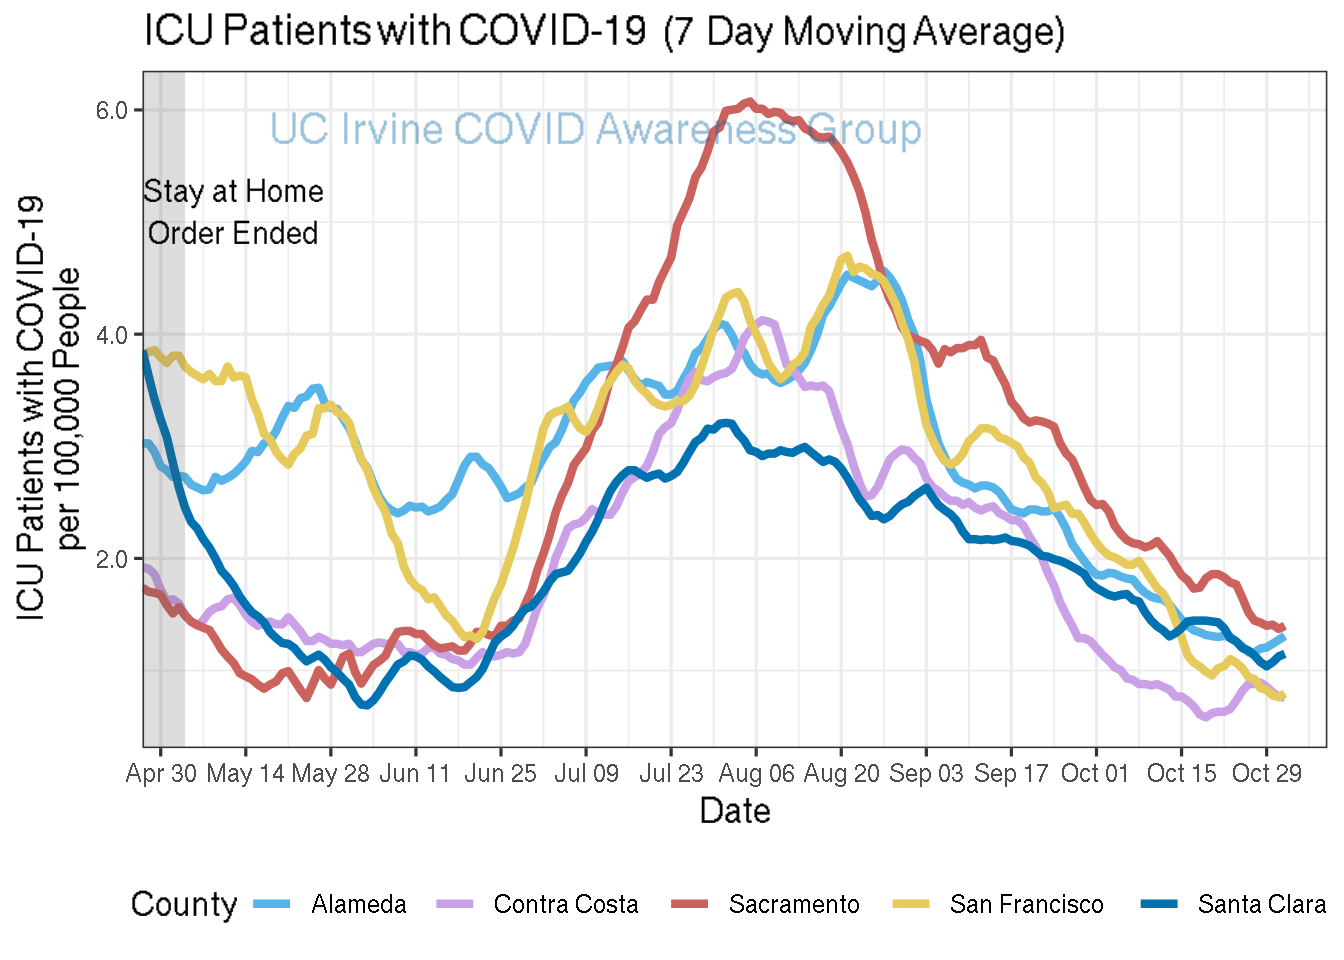 ICU Patients with COVID-19 (7 Day Moving Average)
UC Irvine COVID Awareness Group
Stay at Home
Order Ended
ICU Patients with COVID-19
per 100,000 People
6.0
4.0
2.0
Apr 30 May 14 May 28 Jun 11 Jun 25 Jul 09 Jul 23 Aug 06 Aug 20 Sep 03 Sep 17 Oct 01 Oct 15 Oct 29
Date
County Alameda Contra Costa Sacramento San Francisco Santa Clara